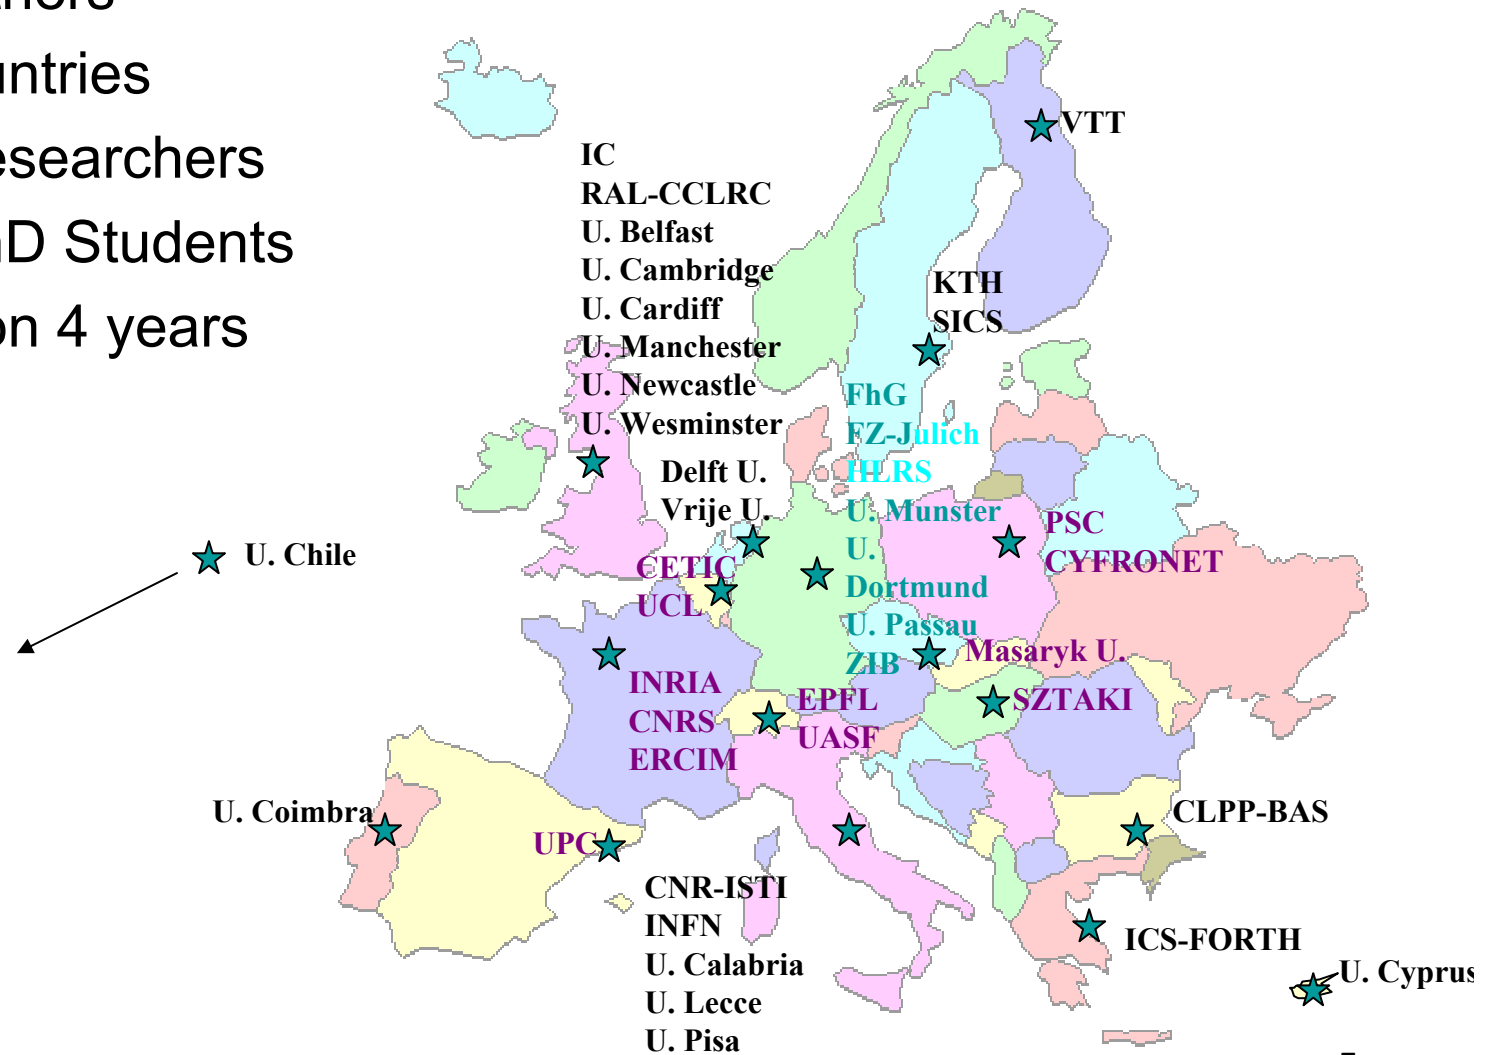 untries
esearchers
D Students
on 4 years
VTT
IC
RAL-CCLRC
U. Belfast
U. Cambridge
U. Cardiff
U. Manchester
U. Newcastle
U. Wesminster
KTH
SICS
FhG
FZ-Julich
HLRS
U. Munster
U.
Dortmund
U. Passau
ZIB
Delft U.
Vrije U.
PSC
CYFRONET
U. Chile
CETIC
UCL
Masaryk U.
INRIA
CNRS
ERCIM
EPFL
UASF
SZTAKI
U. Coimbra
UPC
CLPP-BAS
CNR-ISTI
INFN
U. Calabria
U. Lecce
U. Pisa
ICS-FORTH
U. Cyprus